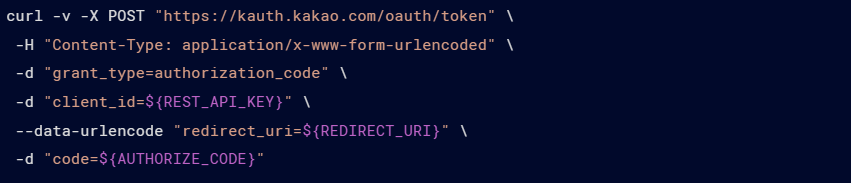 curl -v -X POST "https://kauth.kakao.com/oauth/token" \
-H "Content-Type: application/x-www-form-urlencoded" \
-d "grant_type=authorization_code" \
-d "client_id=${REST_API_KEY}" \
--data-urlencode "redirect_uri=${REDIRECT_URI}" \
-d "code=${AUTHORIZE_CODE}"